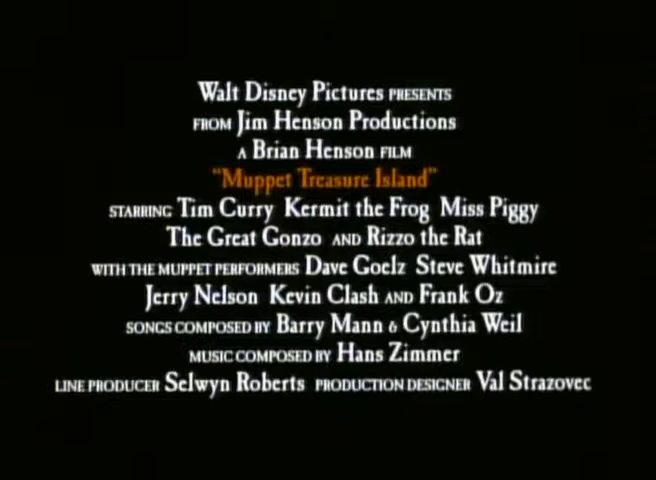 Walt Disney Pictures PRESENTS
FROM Jim Henson Productions
A Brian Henson FILM
"Muppet Treasure Island"
STARRING Tim Curry Kermit the Frog Miss Piggy
The Great Gonzo AND Rizzo the Rat
WITH THE MUPPET PERFORMERS Dave Goelz Steve Whitmire
Jerry Nelson Kevin Clash AND Frank Oz
SONGS COMPOSED BY Barry Mann & Cynthia Weil
MUSIC COMPOSED BY Hans Zimmer
LINE PRODUCER Selwyn Roberts PRODUCTION DESIGNER Val Strazovec